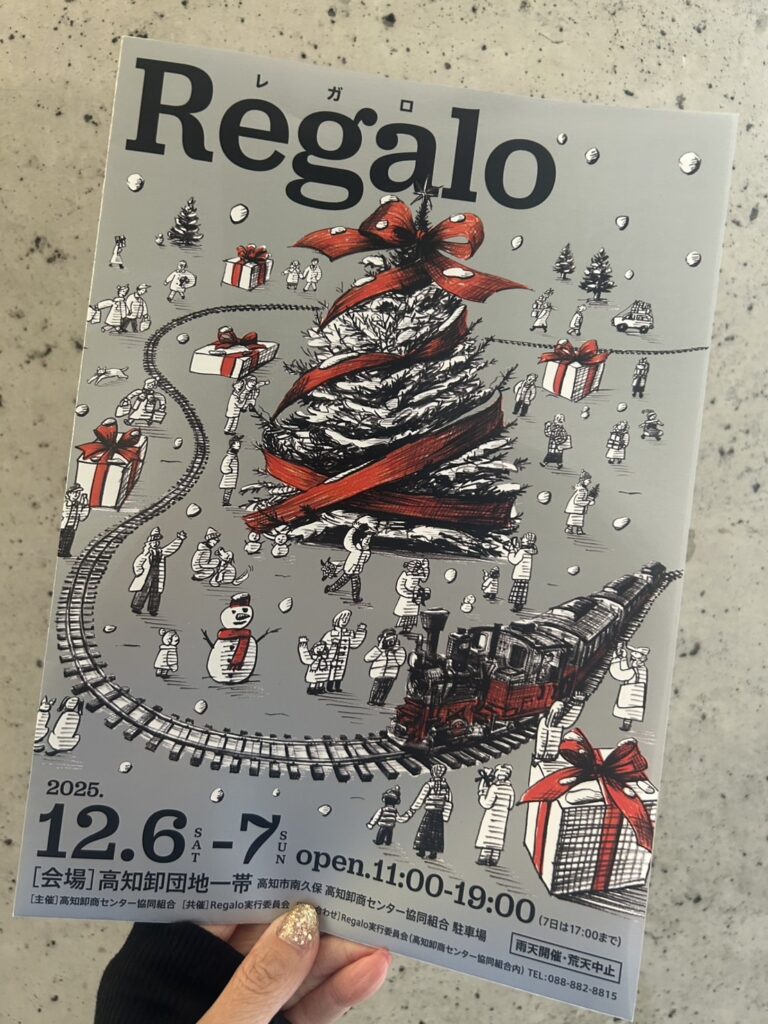 レガロ
Regalo
2025.
12.6 SAT -7 SUN open.11:00-19:00 (7日は17:00まで)
[会場]高知卸団地一帯 高知市南久保 高知卸商センター協同組合 駐車場
雨天開催・荒天中止
[主催]高知卸商センター協同組合 [共催]Regalo実行委員会 わせ]Regalo実行委員会(高知卸商センター協同組合内) TEL:088-882-8815